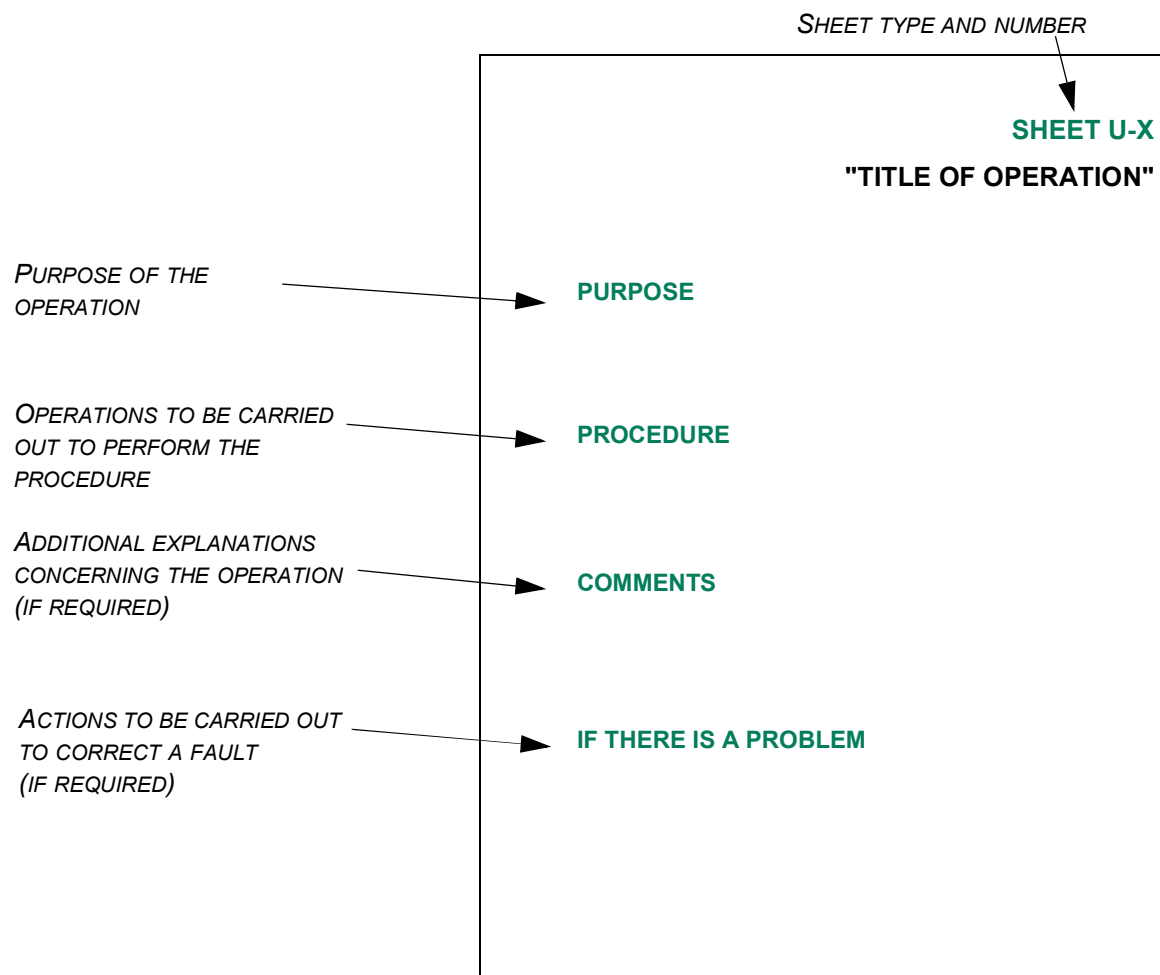 SHEET TYPE AND NUMBER
SHEET U-X
"TITLE OF OPERATION"
PURPOSE OF THE
OPERATION
PURPOSE
OPERATIONS TO BE CARRIED
OUT TO PERFORM THE
PROCEDURE
PROCEDURE
ADDITIONAL EXPLANATIONS
CONCERNING THE OPERATION
(IF REQUIRED)
COMMENTS
ACTIONS TO BE CARRIED OUT
TO CORRECT A FAULT
(IF REQUIRED)
IF THERE IS A PROBLEM